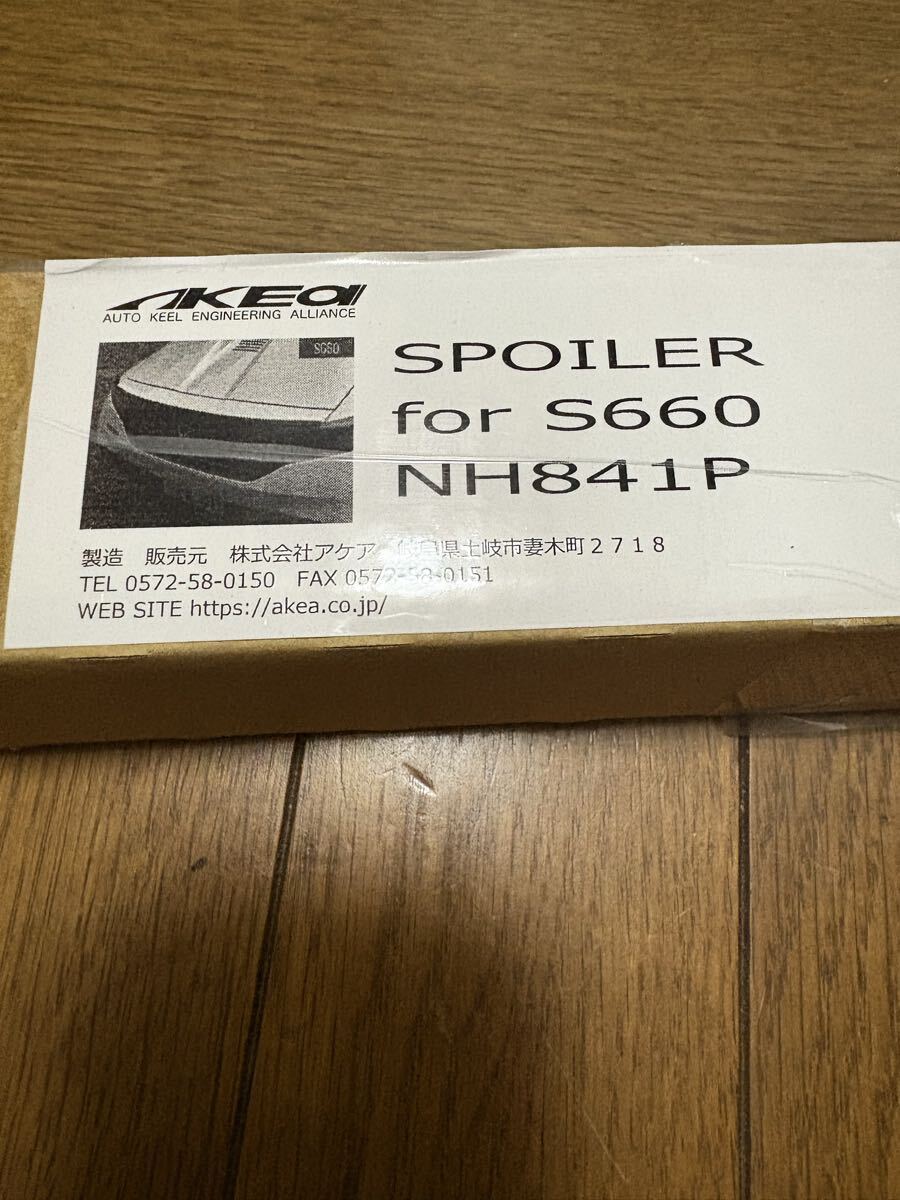 AKEA
AUTO KEEL ENGINEERING ALLIANCE
S660
SPOILER
for S660
NH841P
製造 販売元 株式会社アケア 岐阜県土岐市妻木町2718
TEL 0572-58-0150 FAX 0572-58-0151
WEB SITE https://akea.co.jp/